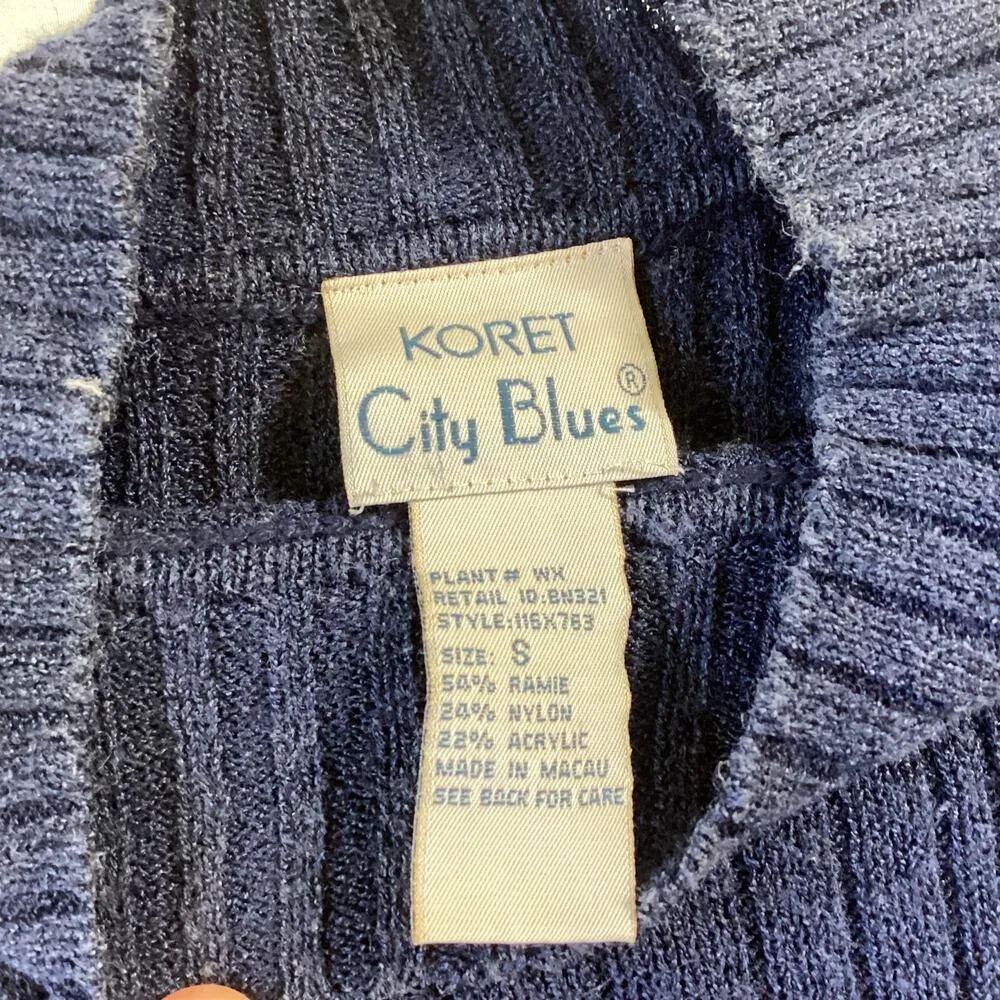 KORET
City Blues®
PLANT# WX
RETAIL ID:BN321
STYLE:116X763
SIZE: S
54% RAMIE
24% NYLON
22% ACRYLIC
MADE IN MACAU
SEE BACK FOR CARE